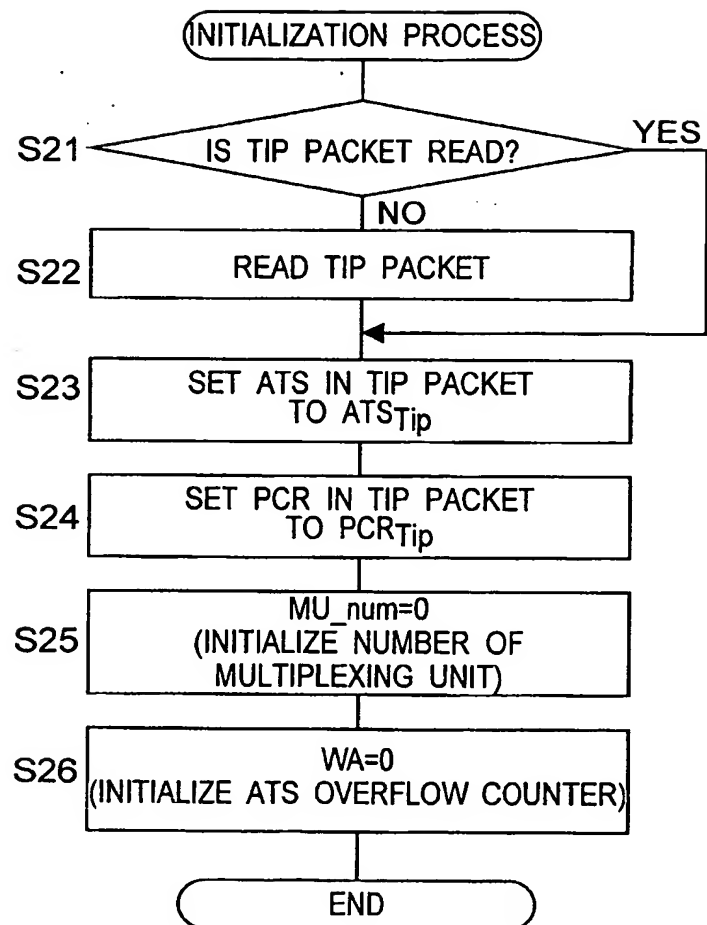 INITIALIZATION PROCESS
S21
IS TIP PACKET READ?
YES
NO
S22
READ TIP PACKET
S23
SET ATS IN TIP PACKET
TO ATSTip
S24
SET PCR IN TIP PACKET
TO PCRTip
S25
MU_num=0
(INITIALIZE NUMBER OF
MULTIPLEXING UNIT)
S26
WA=0
(INITIALIZE ATS OVERFLOW COUNTER)
END